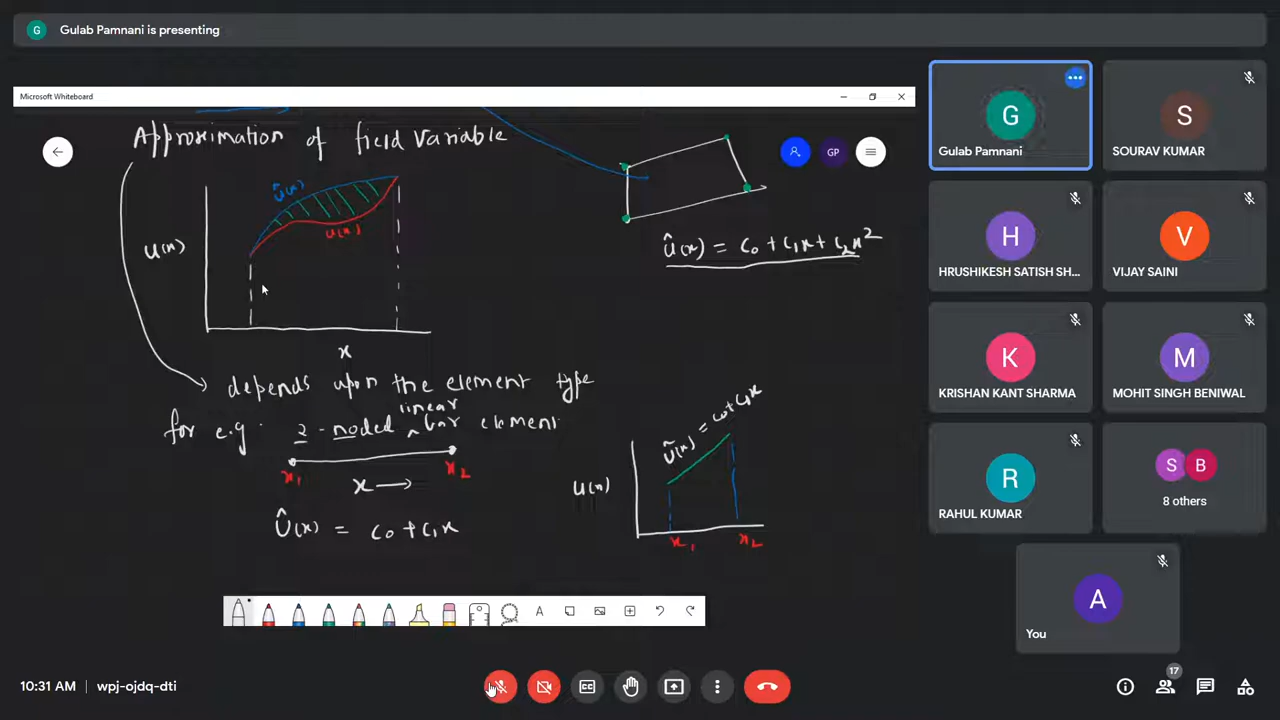 G
Gulab Pamnani is presenting
Microsoft Whiteboard
Approximation of field Variable
GP
û(x)
u(x)
u(x)
x
û(x) = c₀ + c₁x + c₂x²
depends upon the element type
linear
for e.g. 2-noded ^ bar element
x₁
x₂
x →
Û(x) = c₀ + c₁x
ũ(x) = c₀ + c₁x
u(x)
x₁
x₂
A
G
Gulab Pamnani
S
SOURAV KUMAR
H
HRUSHIKESH SATISH SH...
V
VIJAY SAINI
K
KRISHAN KANT SHARMA
M
MOHIT SINGH BENIWAL
R
RAHUL KUMAR
S B
8 others
A
You
10:31 AM | wpj-ojdq-dti
17